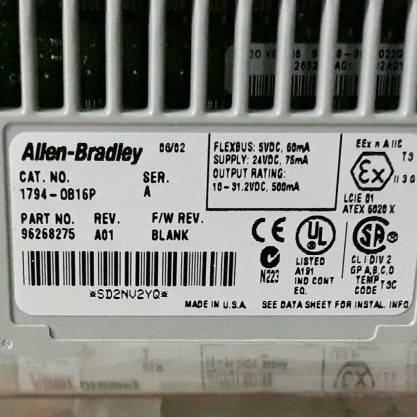 Allen-Bradley 06/02
CAT. NO. SER.
1794-OB16P A
PART NO. REV. F/W REV.
96268275 A01 BLANK
*SD2NV2YQ*
FLEXBUS: 5VDC, 60mA
SUPPLY: 24VDC, 75mA
OUTPUT RATING:
10-31.2VDC, 500mA
EEx n A IIC
T3
Ex II 3 G
LCIE 01
ATEX 6020 X
CE
N223
UL
LISTED
A191
IND CONT
EQ.
SA
CL I DIV 2
GP A,B,C,D
TEMP
CODE T3C
MADE IN U.S.A. SEE DATA SHEET FOR INSTAL. INFO